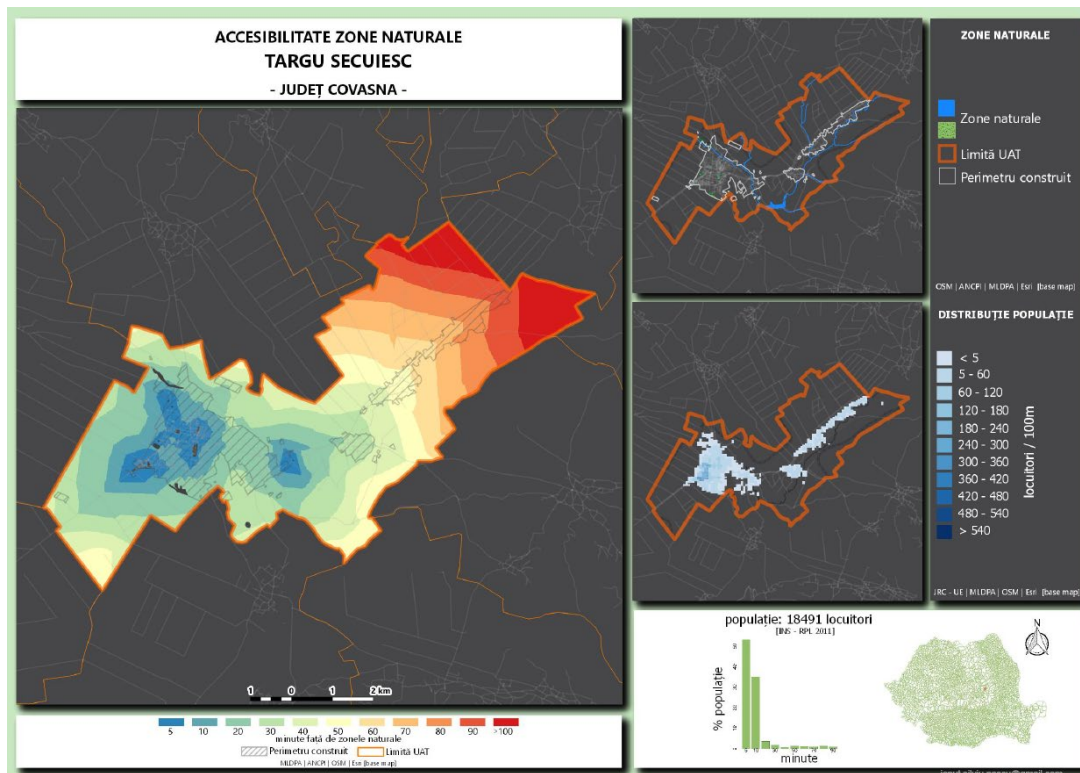 ACCESIBILITATE ZONE NATURALE
TARGU SECUIESC
- JUDEȚ COVASNA -
1 0 1 2 km
5 10 20 30 40 50 60 70 80 90 >100
minute față de zonele naturale
Perimetru construit Limită UAT
MLDPA | ANCPI | OSM | Esri [base map]
ZONE NATURALE
Zone naturale
Limită UAT
Perimetru construit
OSM | ANCPI | MLDPA | Esri [base map]
DISTRIBUȚIE POPULAȚIE
< 5
5 - 60
60 - 120
120 - 180
180 - 240
240 - 300
300 - 360
360 - 420
420 - 480
480 - 540
> 540
locuitori / 100m
JRC - UE | MLDPA | OSM | Esri [base map]
populație: 18491 locuitori
[INS - RPL 2011]
% populație
minute
N